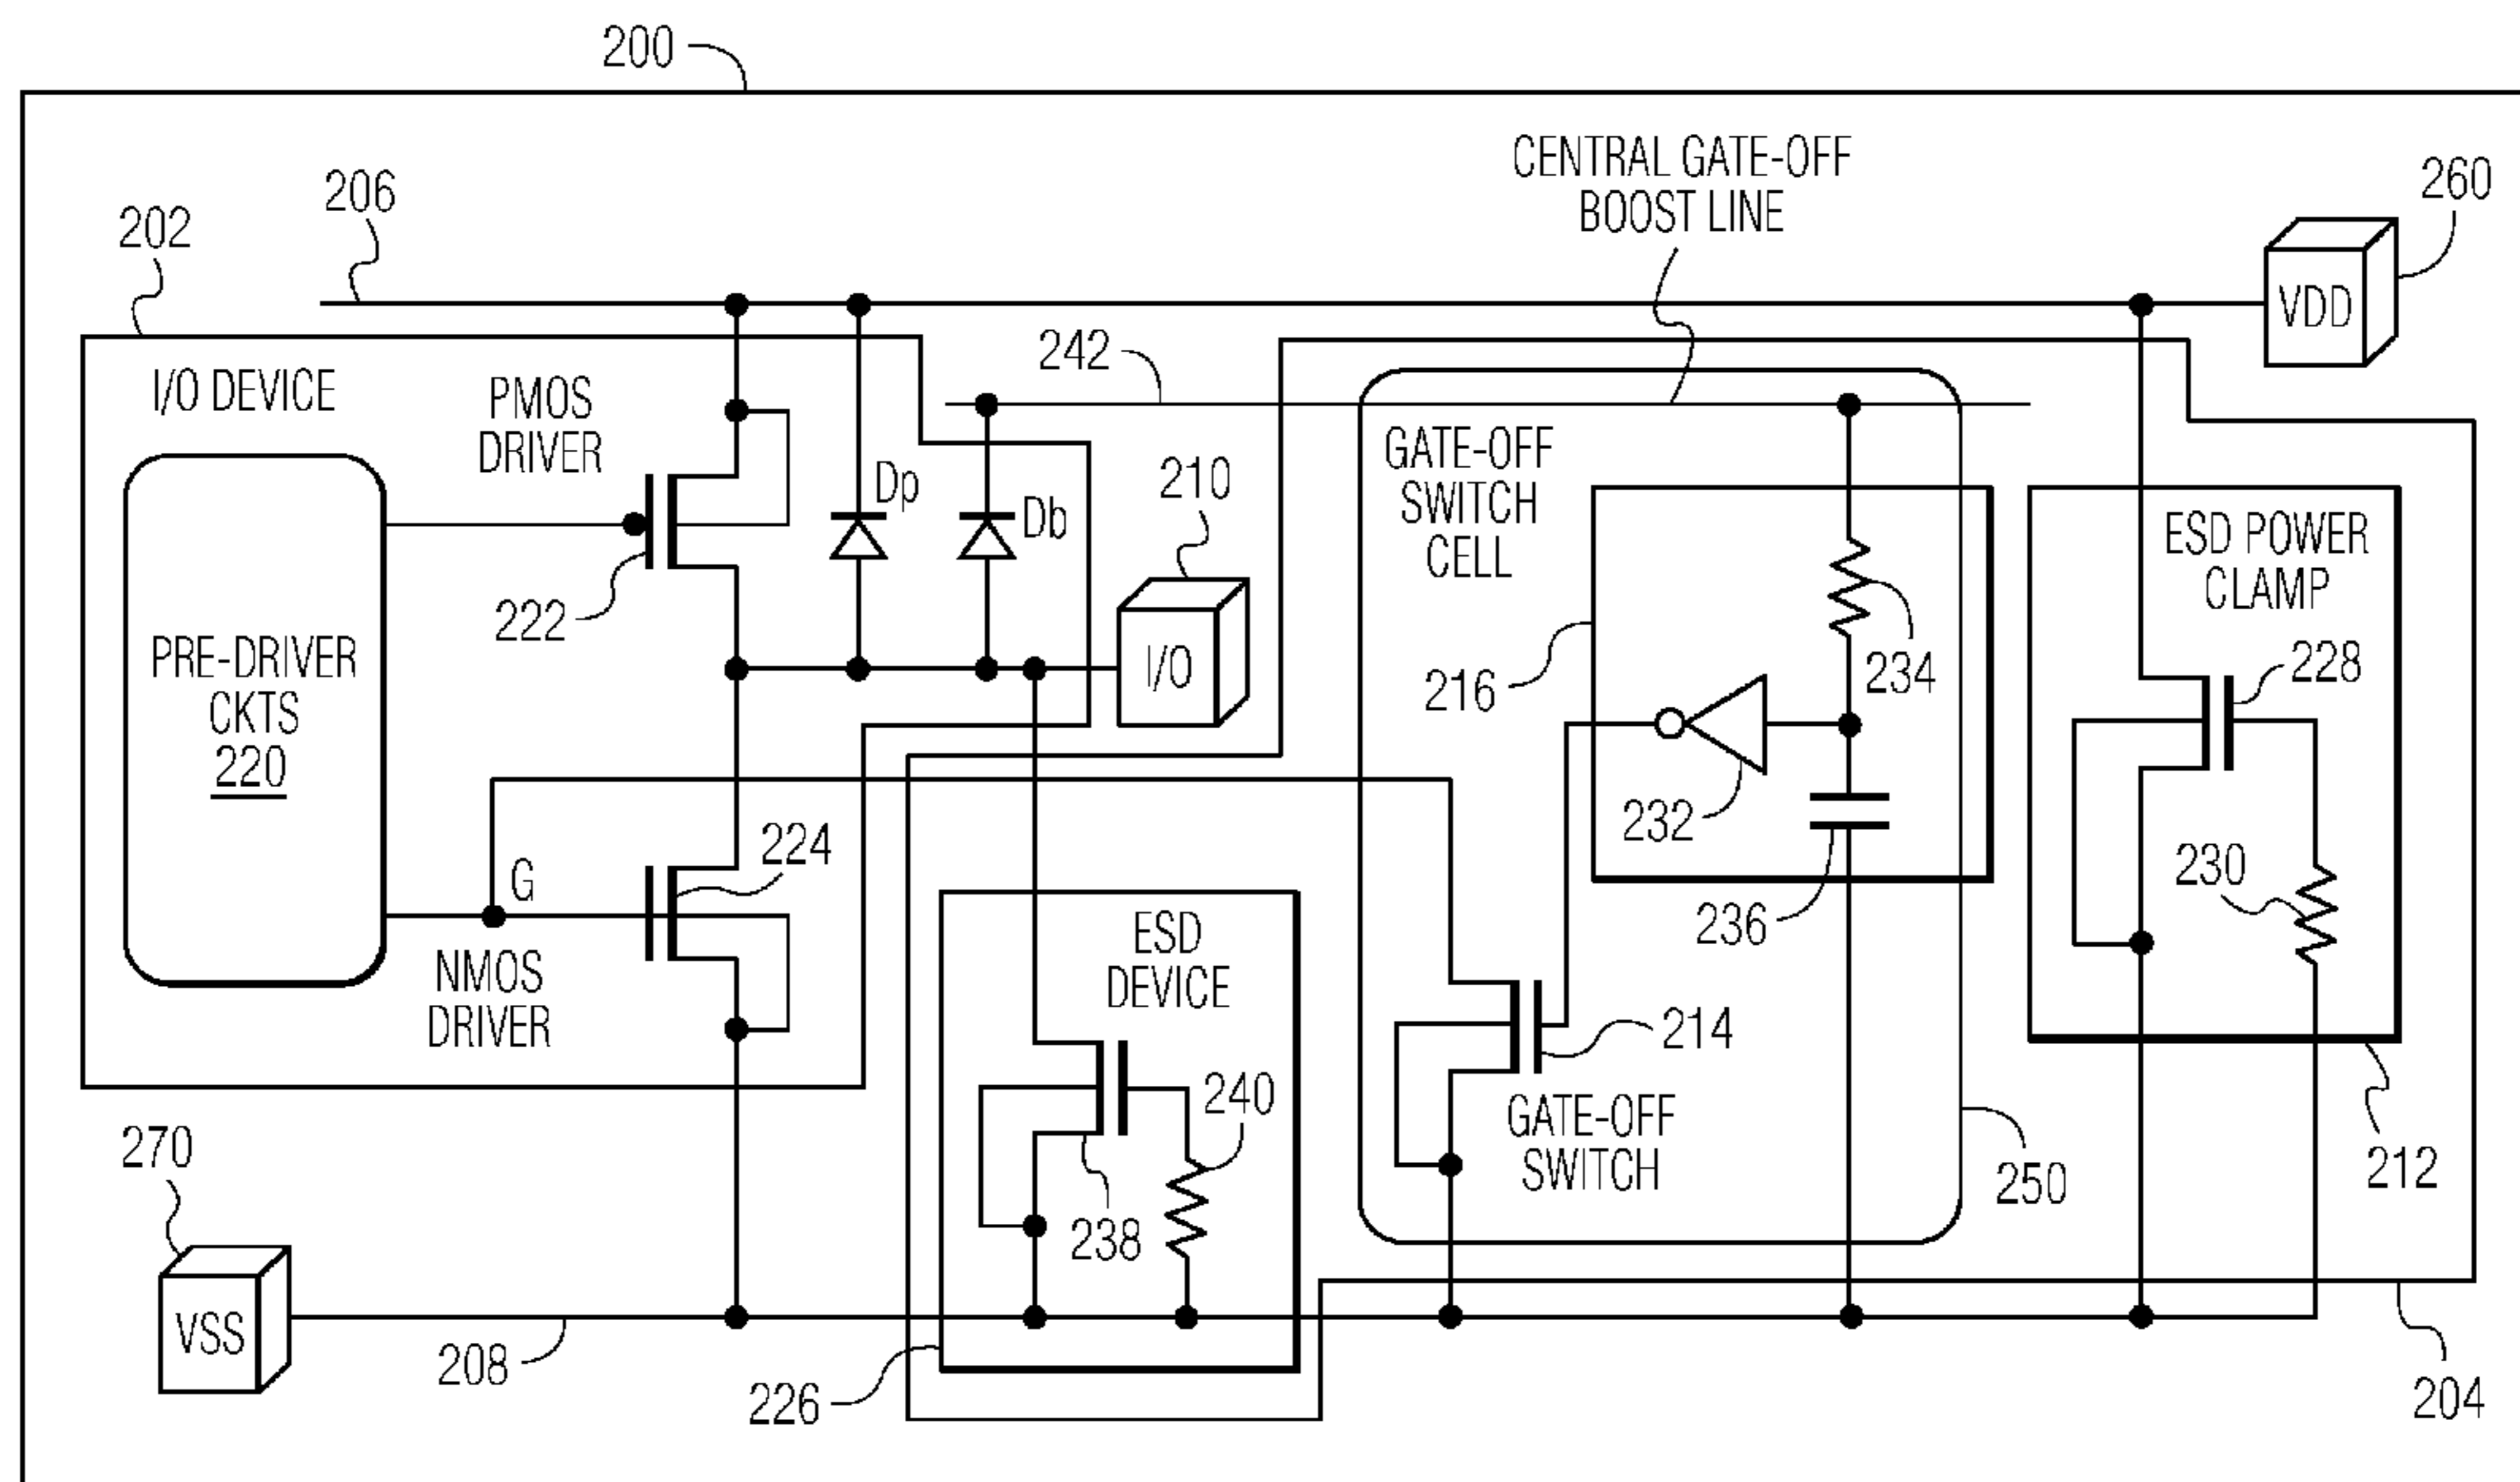 200
CENTRAL GATE-OFF
BOOST LINE
260
206
202
VDD
242
I/O DEVICE
PMOS
DRIVER
GATE-OFF
SWITCH
CELL
Dp
Db
210
ESD POWER
CLAMP
222
I/O
PRE-DRIVER
CKTS
220
216
234
228
232
224
G
230
236
NMOS
DRIVER
ESD
DEVICE
214
240
GATE-OFF
SWITCH
270
238
250
212
VSS
208
226
204